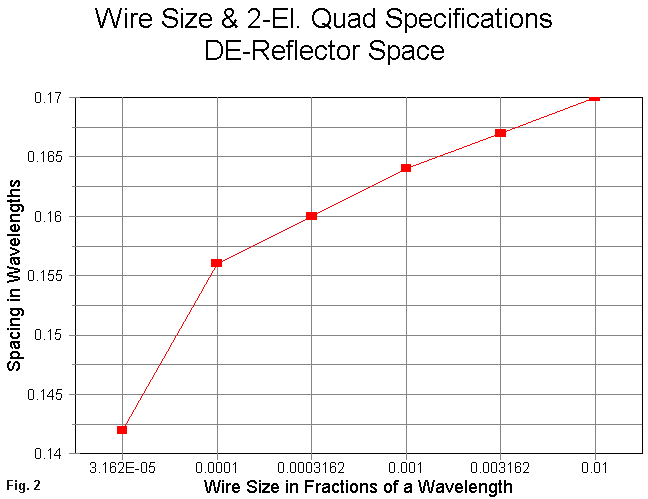 Wire Size & 2-El. Quad Specifications
DE-Reflector Space
0.17
0.165
0.16
0.155
0.15
0.145
0.14
Spacing in Wavelengths
3.162E-05 0.0001 0.0003162 0.001 0.003162 0.01
Wire Size in Fractions of a Wavelength
Fig. 2